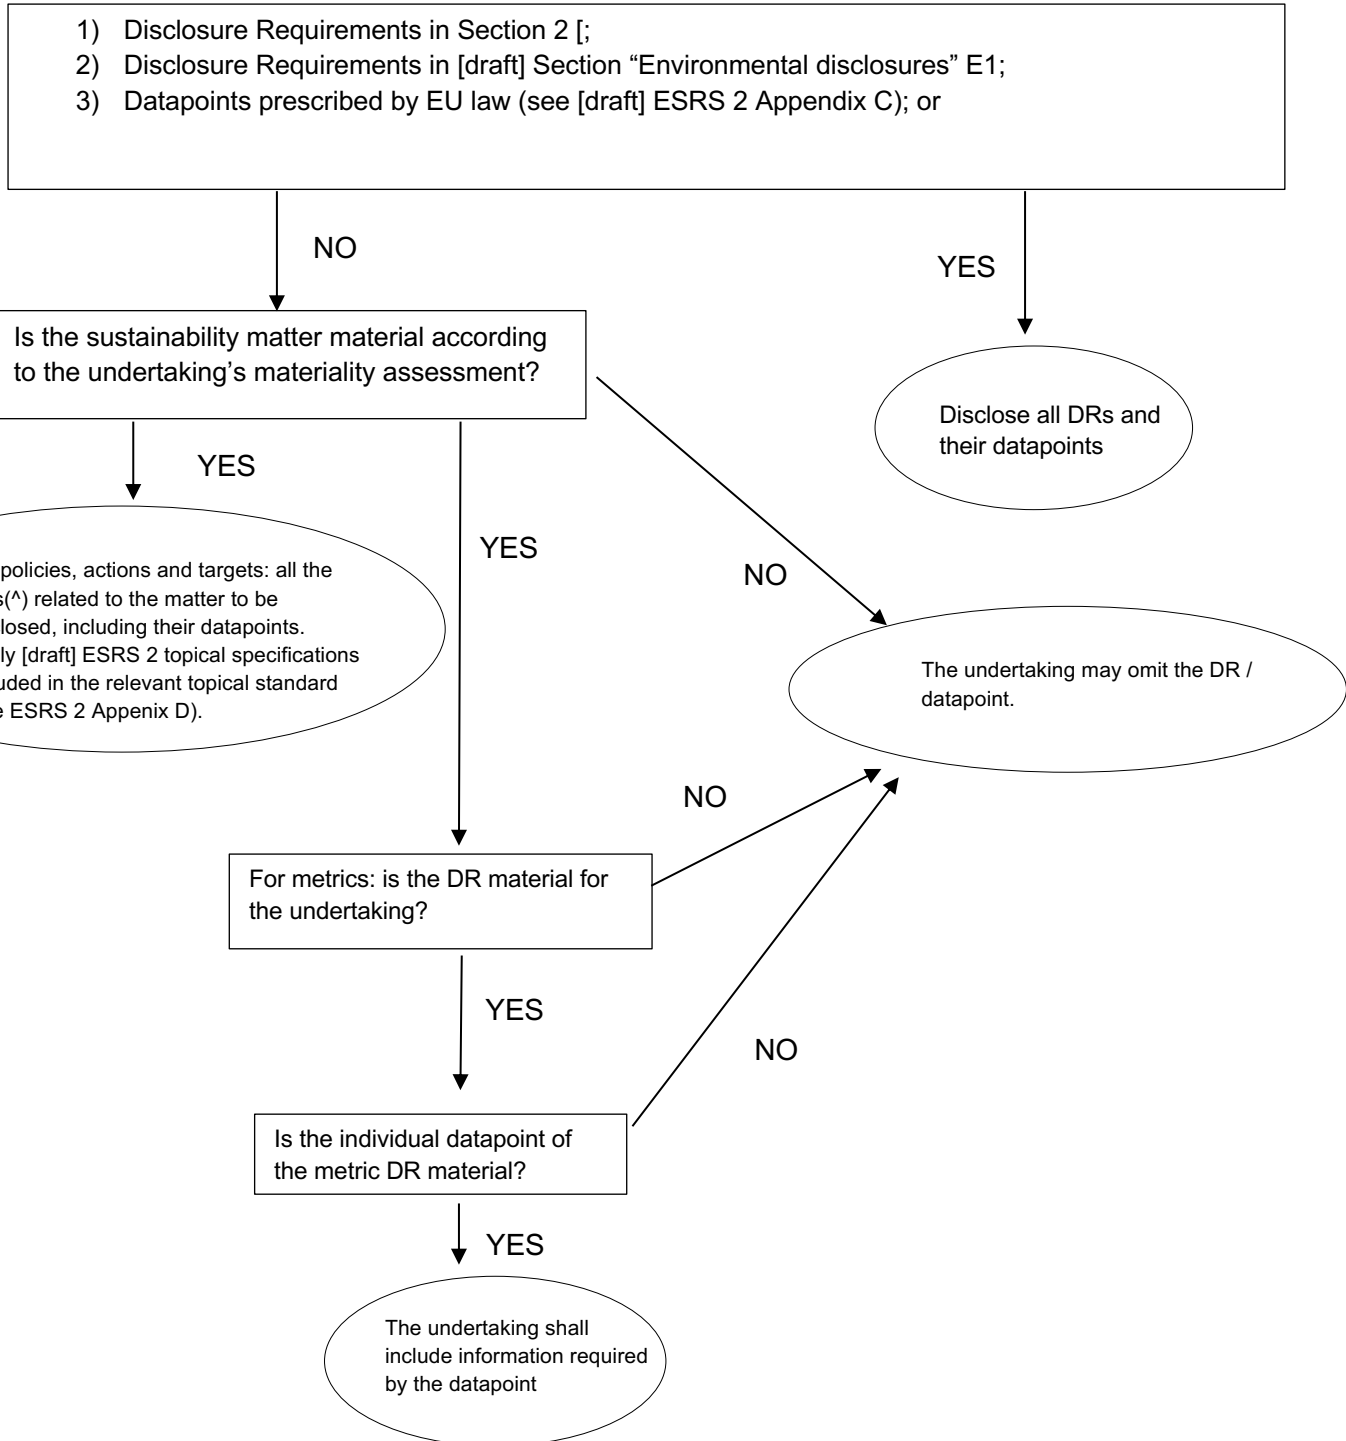 1) Disclosure Requirements in Section 2 [;
2) Disclosure Requirements in [draft] Section “Environmental disclosures” E1;
3) Datapoints prescribed by EU law (see [draft] ESRS 2 Appendix C); or
NO
YES
Is the sustainability matter material according
to the undertaking’s materiality assessment?
Disclose all DRs and
their datapoints
YES
YES
NO
policies, actions and targets: all the
s(^) related to the matter to be
closed, including their datapoints.
ly [draft] ESRS 2 topical specifications
uded in the relevant topical standard
e ESRS 2 Appenix D).
The undertaking may omit the DR /
datapoint.
NO
For metrics: is the DR material for
the undertaking?
YES
NO
Is the individual datapoint of
the metric DR material?
YES
The undertaking shall
include information required
by the datapoint